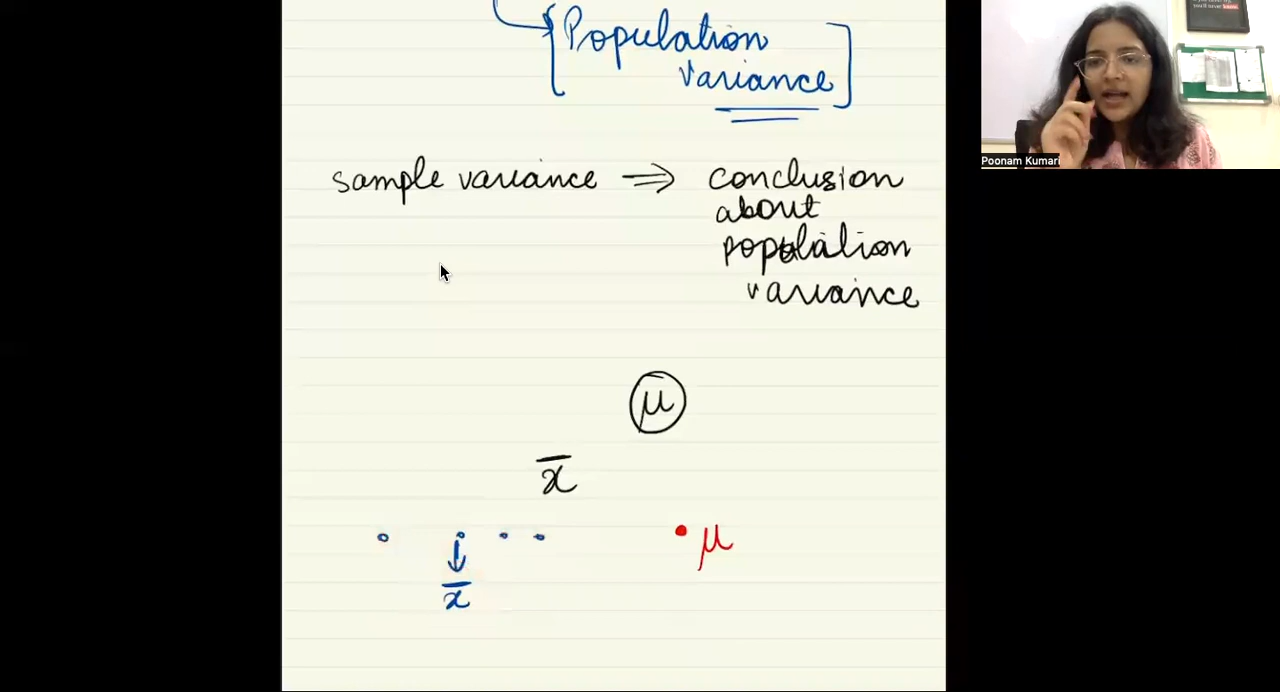 Population
variance
sample variance ⇒ conclusion
about
population
variance
μ
x̄
• μ
x̄
Poonam Kumari